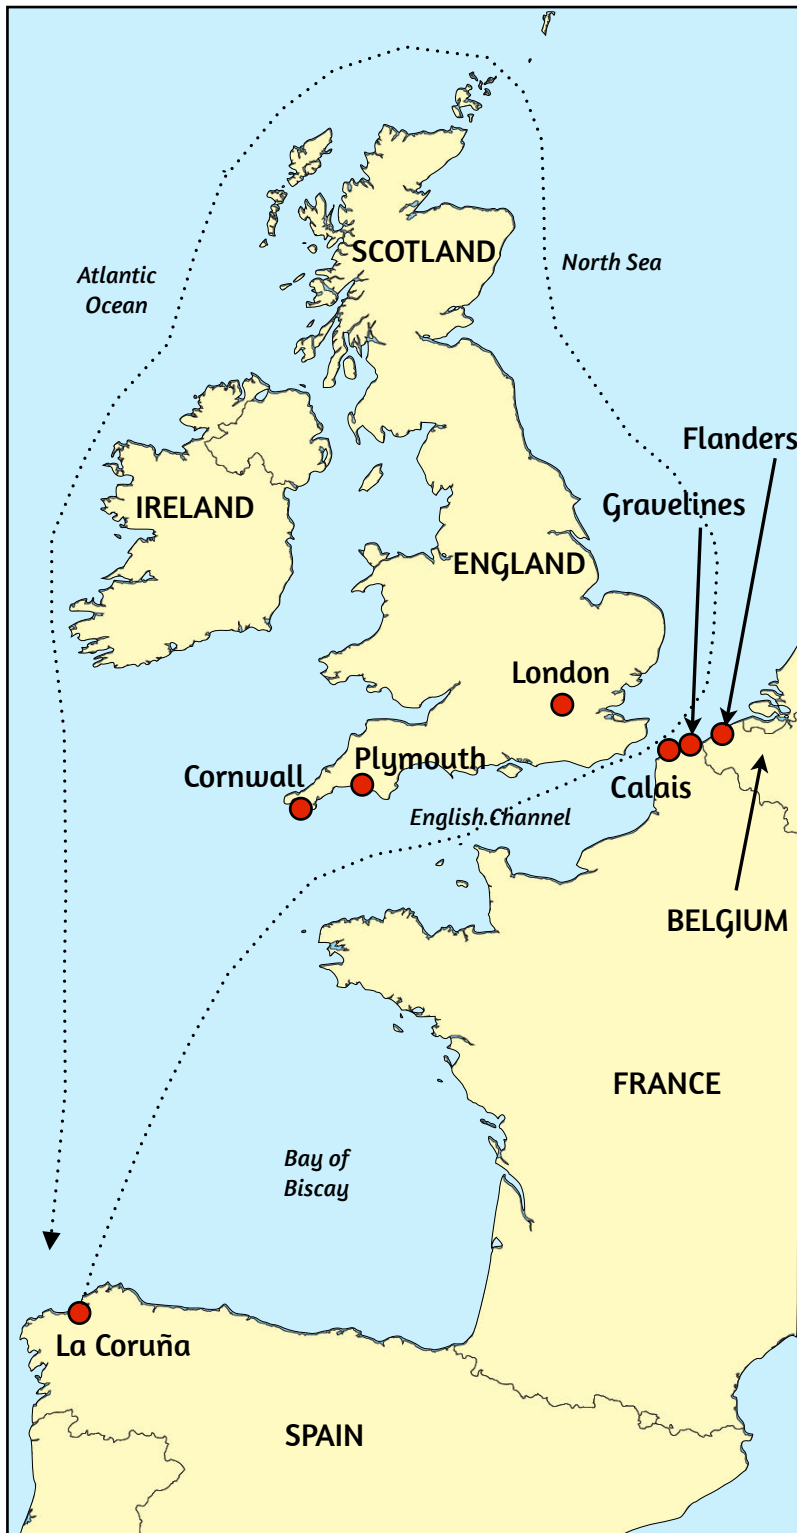 SCOTLAND
North Sea
Atlantic
Ocean
Flanders
Gravelines
IRELAND
ENGLAND
London
Plymouth
Cornwall
Calais
English Channel
BELGIUM
FRANCE
Bay of
Biscay
La Coruña
SPAIN